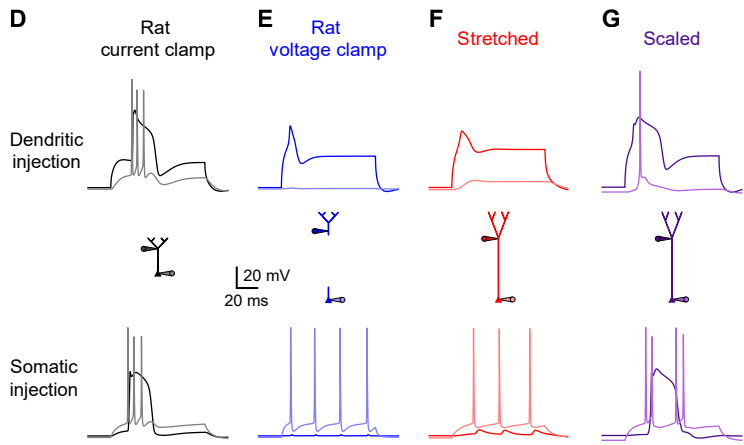 D
Rat
current clamp
E
Rat
voltage clamp
F
Stretched
G
Scaled
Dendritic
injection
20 mV
20 ms
Somatic
injection